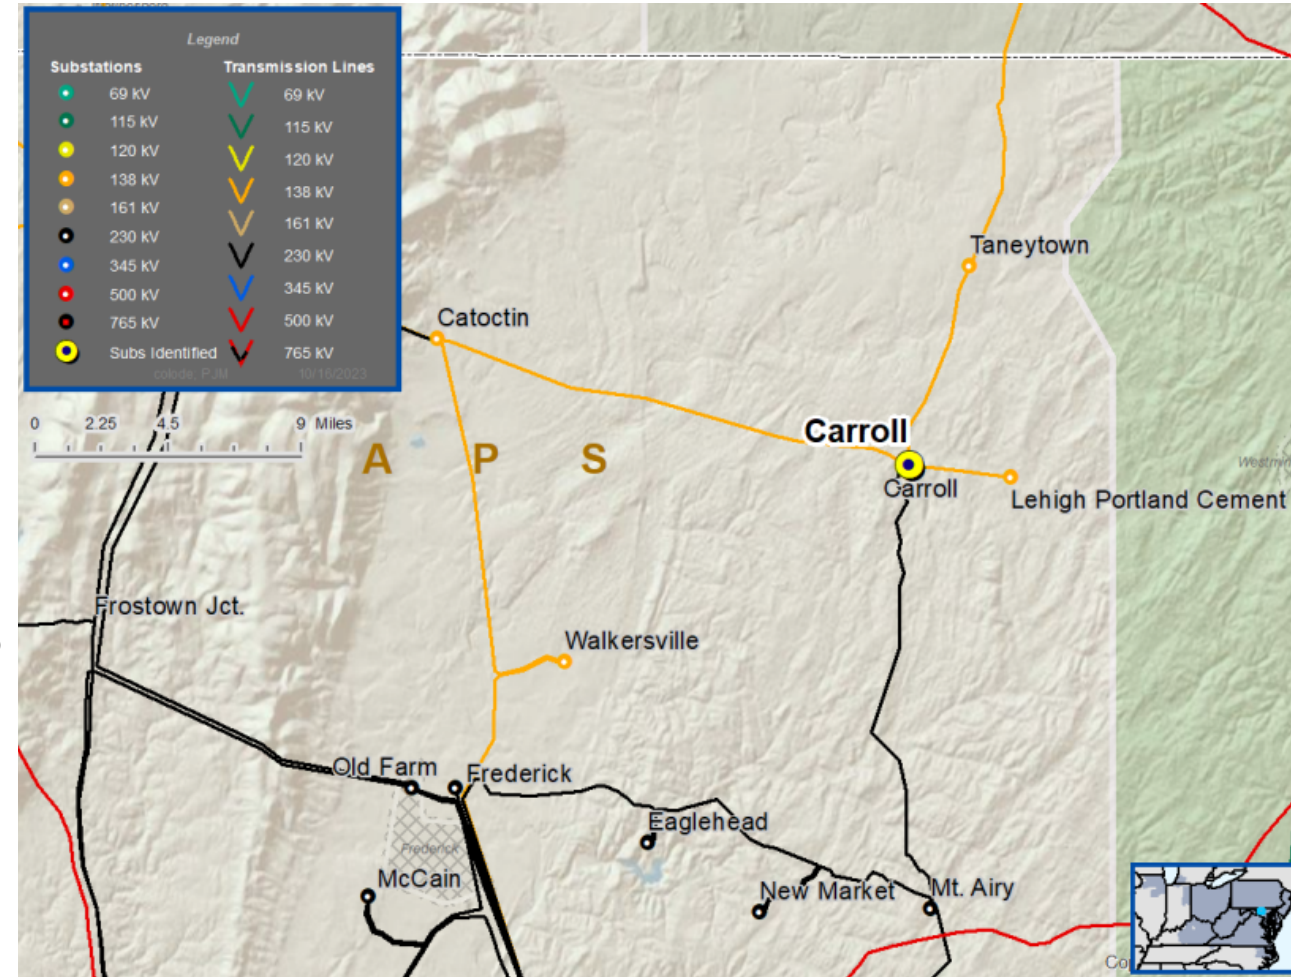 Legend
Substations Transmission Lines
69 kV 69 kV
115 kV 115 kV
120 kV 120 kV
138 kV 138 kV
161 kV 161 kV
230 kV 230 kV
345 kV 345 kV
500 kV 500 kV
765 kV 765 kV
Subs Identified
colode, PJM 10/16/2023
0 2.25 4.5 9 Miles
Taneytown
Catoctin
Carroll
A P S
Carroll
Lehigh Portland Cement
Frostown Jct.
Walkersville
Old Farm
Frederick
Eaglehead
Frederick
McCain
New Market
Mt. Airy